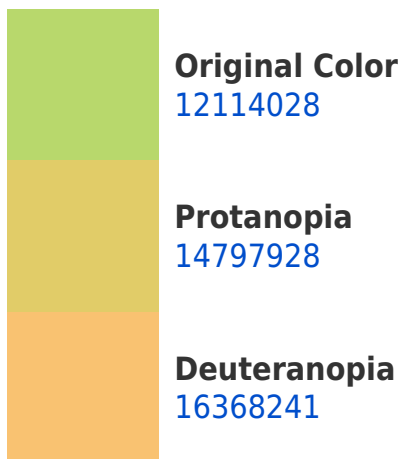 Original Color
12114028
Protanopia
14797928
Deuteranopia
16368241